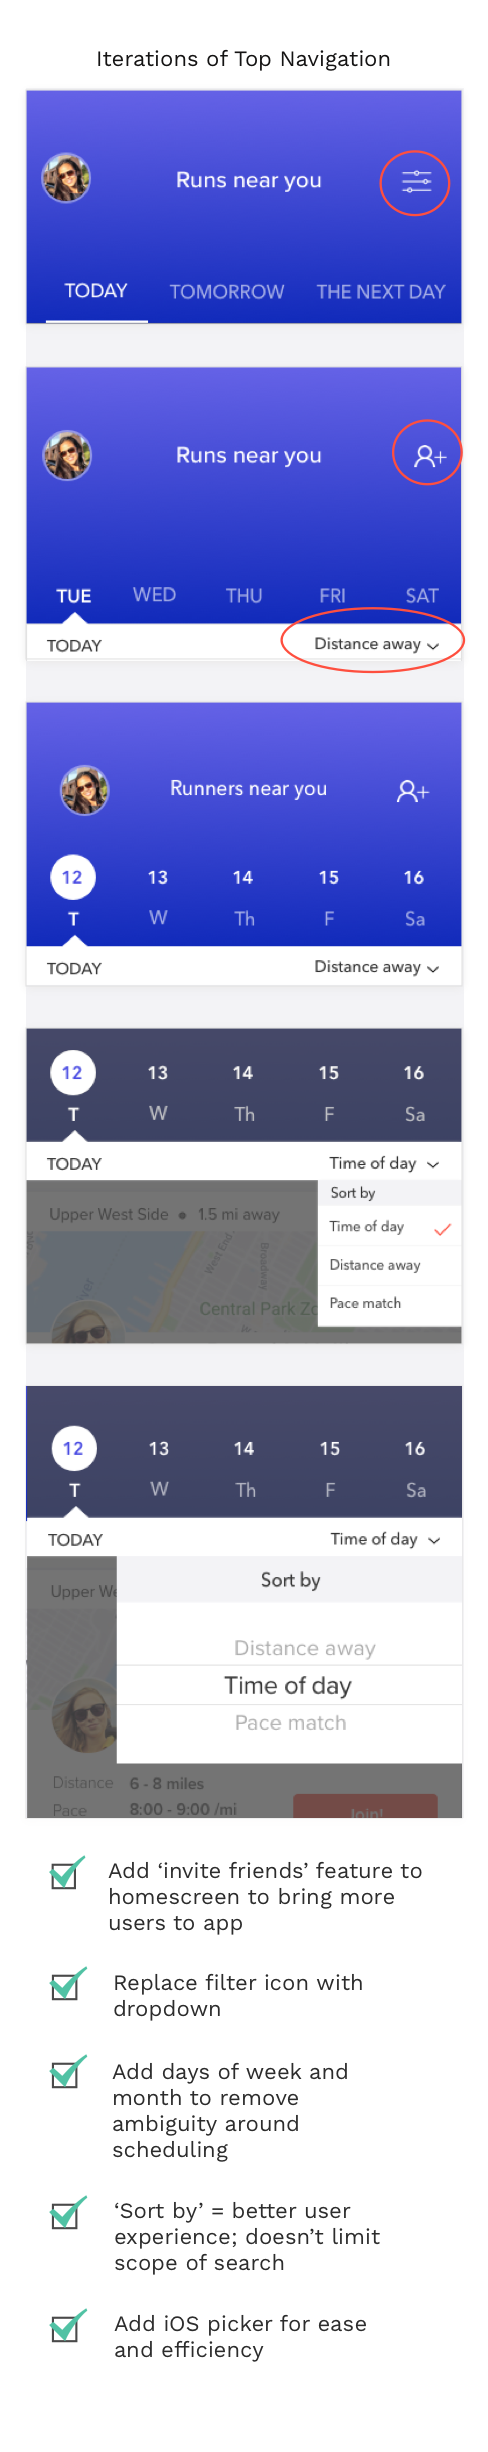 Iterations of Top Navigation
Runs near you
TODAY TOMORROW THE NEXT DAY
Runs near you
TUE WED THU FRI SAT
TODAY Distance away
Runners near you
12 13 14 15 16
T W Th F Sa
TODAY Distance away
12 13 14 15 16
T W Th F Sa
TODAY Time of day
Sort by
Upper West Side • 1.5 mi away
Time of day
West End
Broadway
Distance away
Central Park Zo
Pace match
12 13 14 15 16
T W Th F Sa
TODAY Time of day
Sort by
Upper We
Distance away
Time of day
Pace match
Distance 6 - 8 miles
Pace 8:00 - 9:00 /mi
Join!
Add ‘invite friends’ feature to
homescreen to bring more
users to app
Replace filter icon with
dropdown
Add days of week and
month to remove
ambiguity around
scheduling
‘Sort by’ = better user
experience; doesn’t limit
scope of search
Add iOS picker for ease
and efficiency